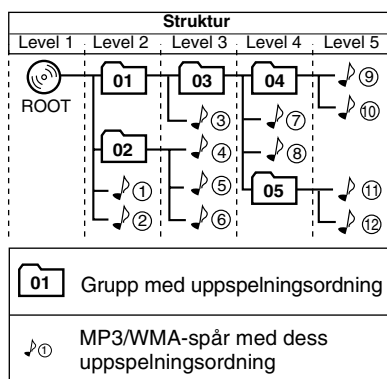 Struktur
Level 1 Level 2 Level 3 Level 4 Level 5
01 03 04 ⑨
ROOT ⑩
③ ⑦
02 ④ ⑧
① ⑤ 05 ⑪
② ⑥ ⑫
01 Grupp med uppspelningsordning
① MP3/WMA-spår med dess
uppspelningsordning